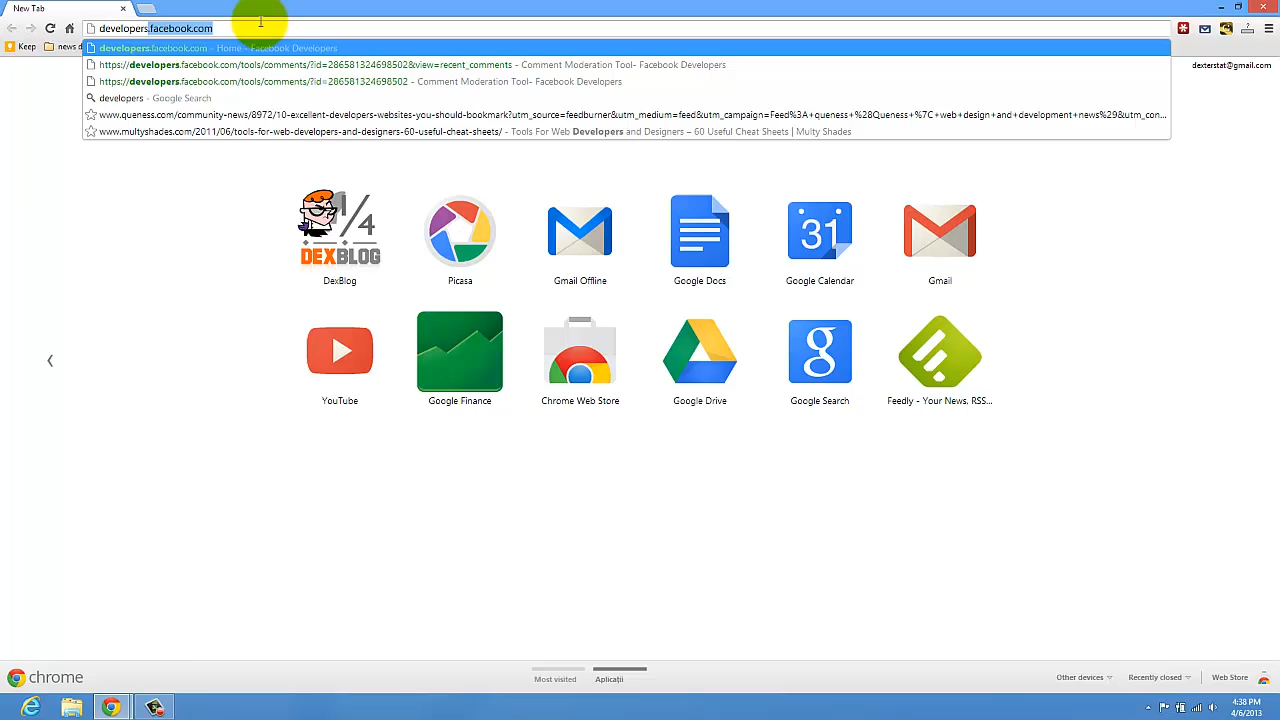 New Tab
developers.facebook.com
Keep
news d
developers.facebook.com - Home - Facebook Developers
https://developers.facebook.com/tools/comments/?id=286581324698502&view=recent_comments - Comment Moderation Tool- Facebook Developers
https://developers.facebook.com/tools/comments/?id=286581324698502 - Comment Moderation Tool- Facebook Developers
developers - Google Search
www.queness.com/community-news/8972/10-excellent-developers-websites-you-should-bookmark?utm_source=feedburner&utm_medium=feed&utm_campaign=Feed%3A+queness+%28Queness+%7C+web+design+and+development+news%29&utm_con...
www.multyshades.com/2011/06/tools-for-web-developers-and-designers-60-useful-cheat-sheets/ - Tools For Web Developers and Designers – 60 Useful Cheat Sheets | Multy Shades
dexterstat@gmail.com
1/4
DEXBLOG
31
DexBlog
Picasa
Gmail Offline
Google Docs
Google Calendar
Gmail
g
YouTube
Google Finance
Chrome Web Store
Google Drive
Google Search
Feedly - Your News, RSS...
chrome
Most visited
Aplicații
Other devices
Recently closed
Web Store
4:38 PM
4/6/2013